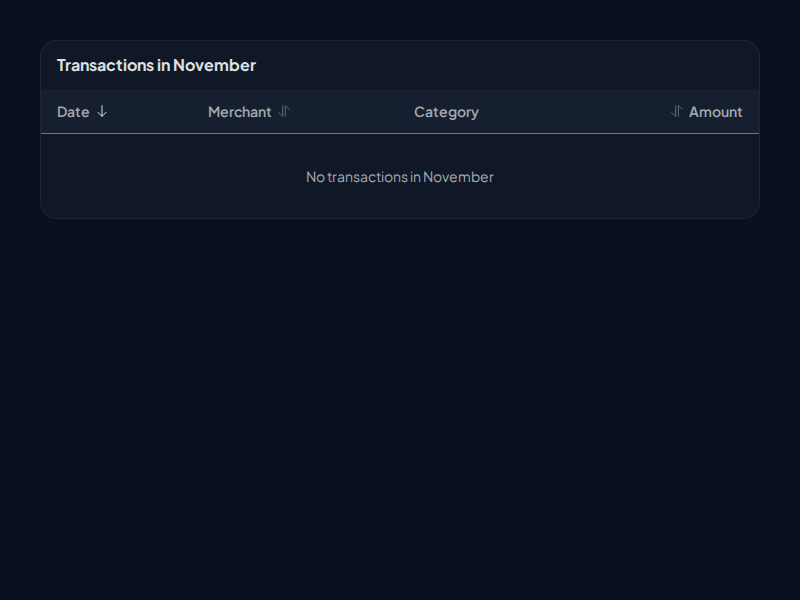 Transactions in November
Date Merchant Category Amount
No transactions in November